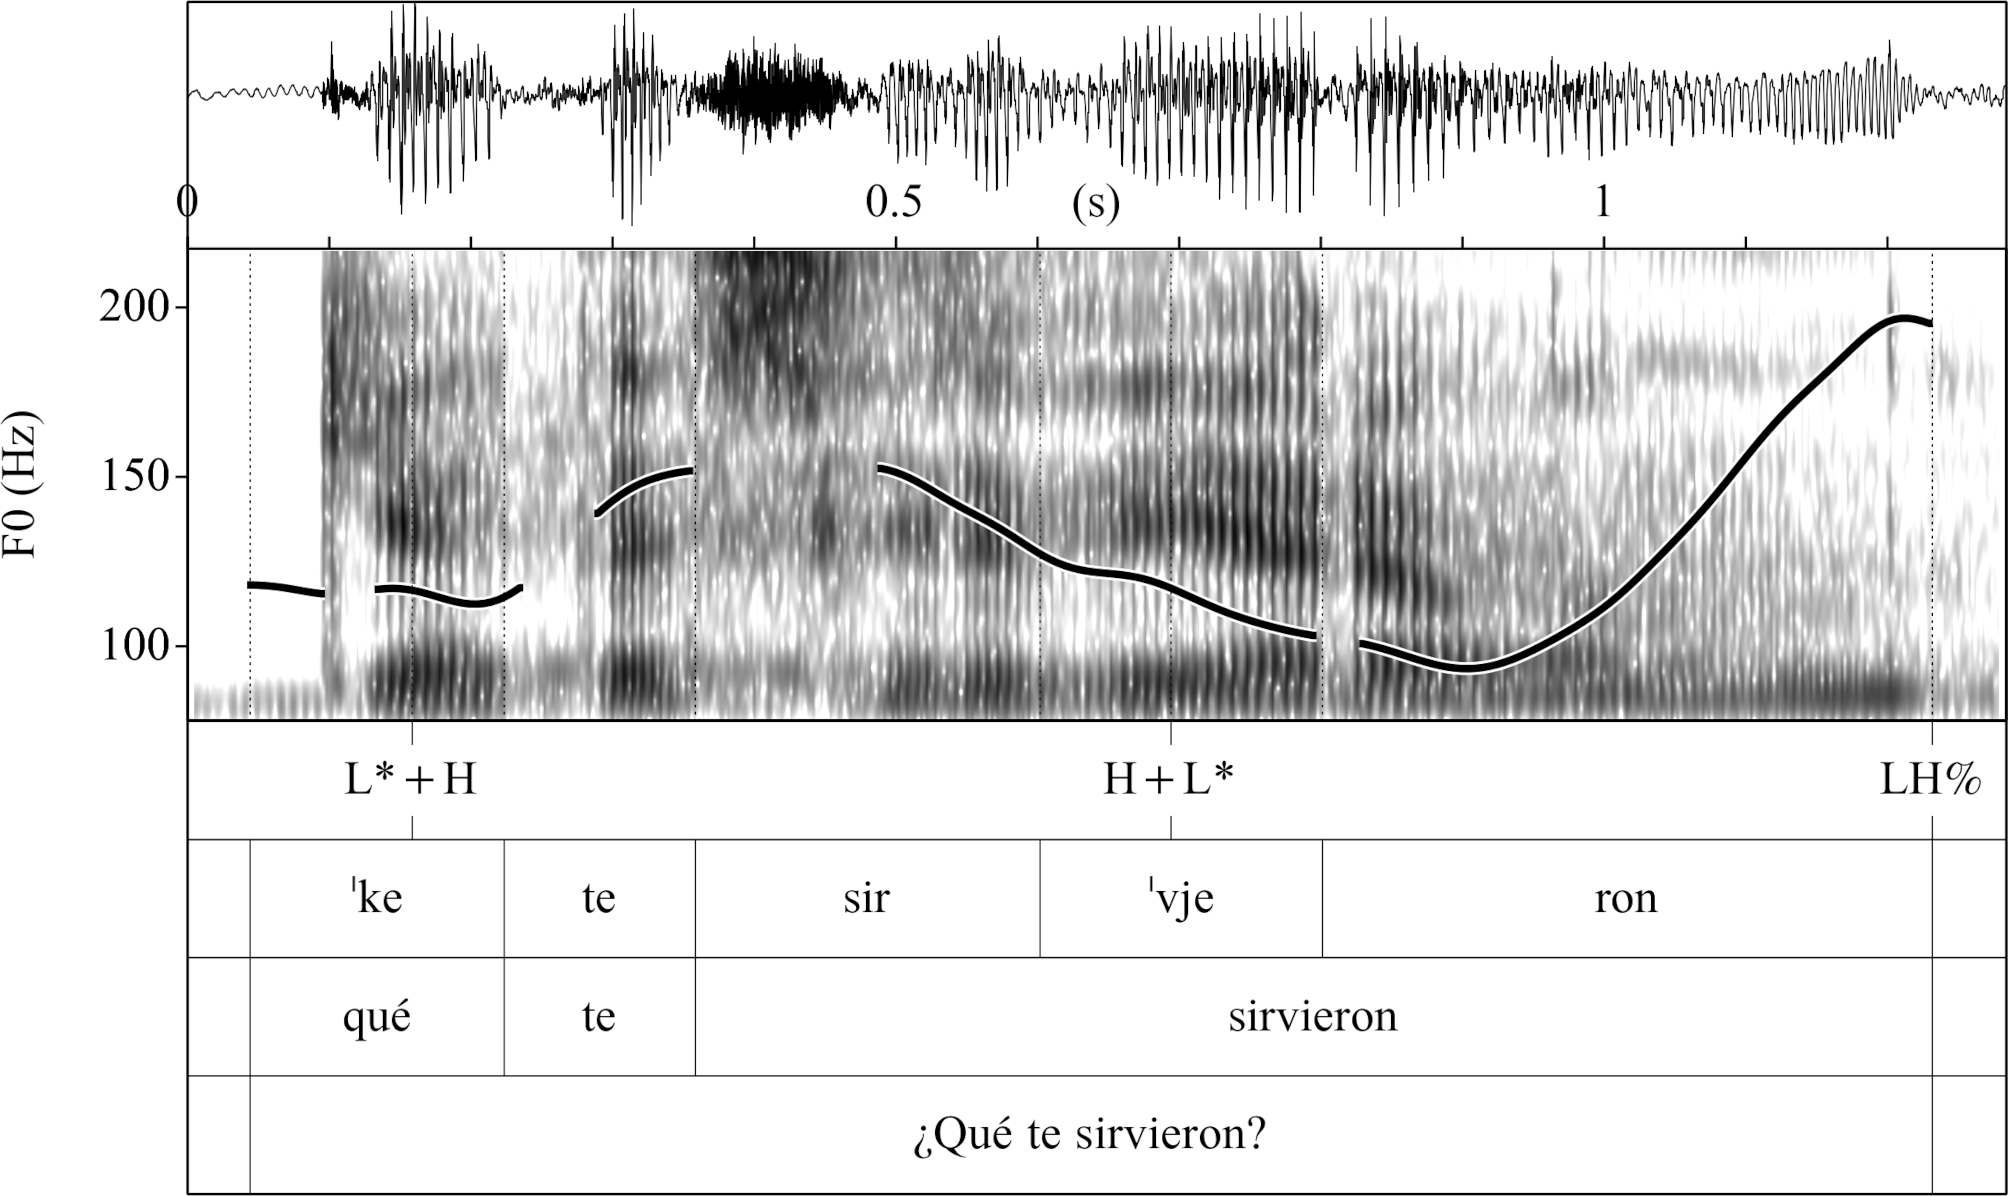 0 0.5 (s) 1
200
150
100
F0 (Hz)
L*+H H+L* LH%
ˈke te sir ˈvje ron
qué te sirvieron
¿Qué te sirvieron?